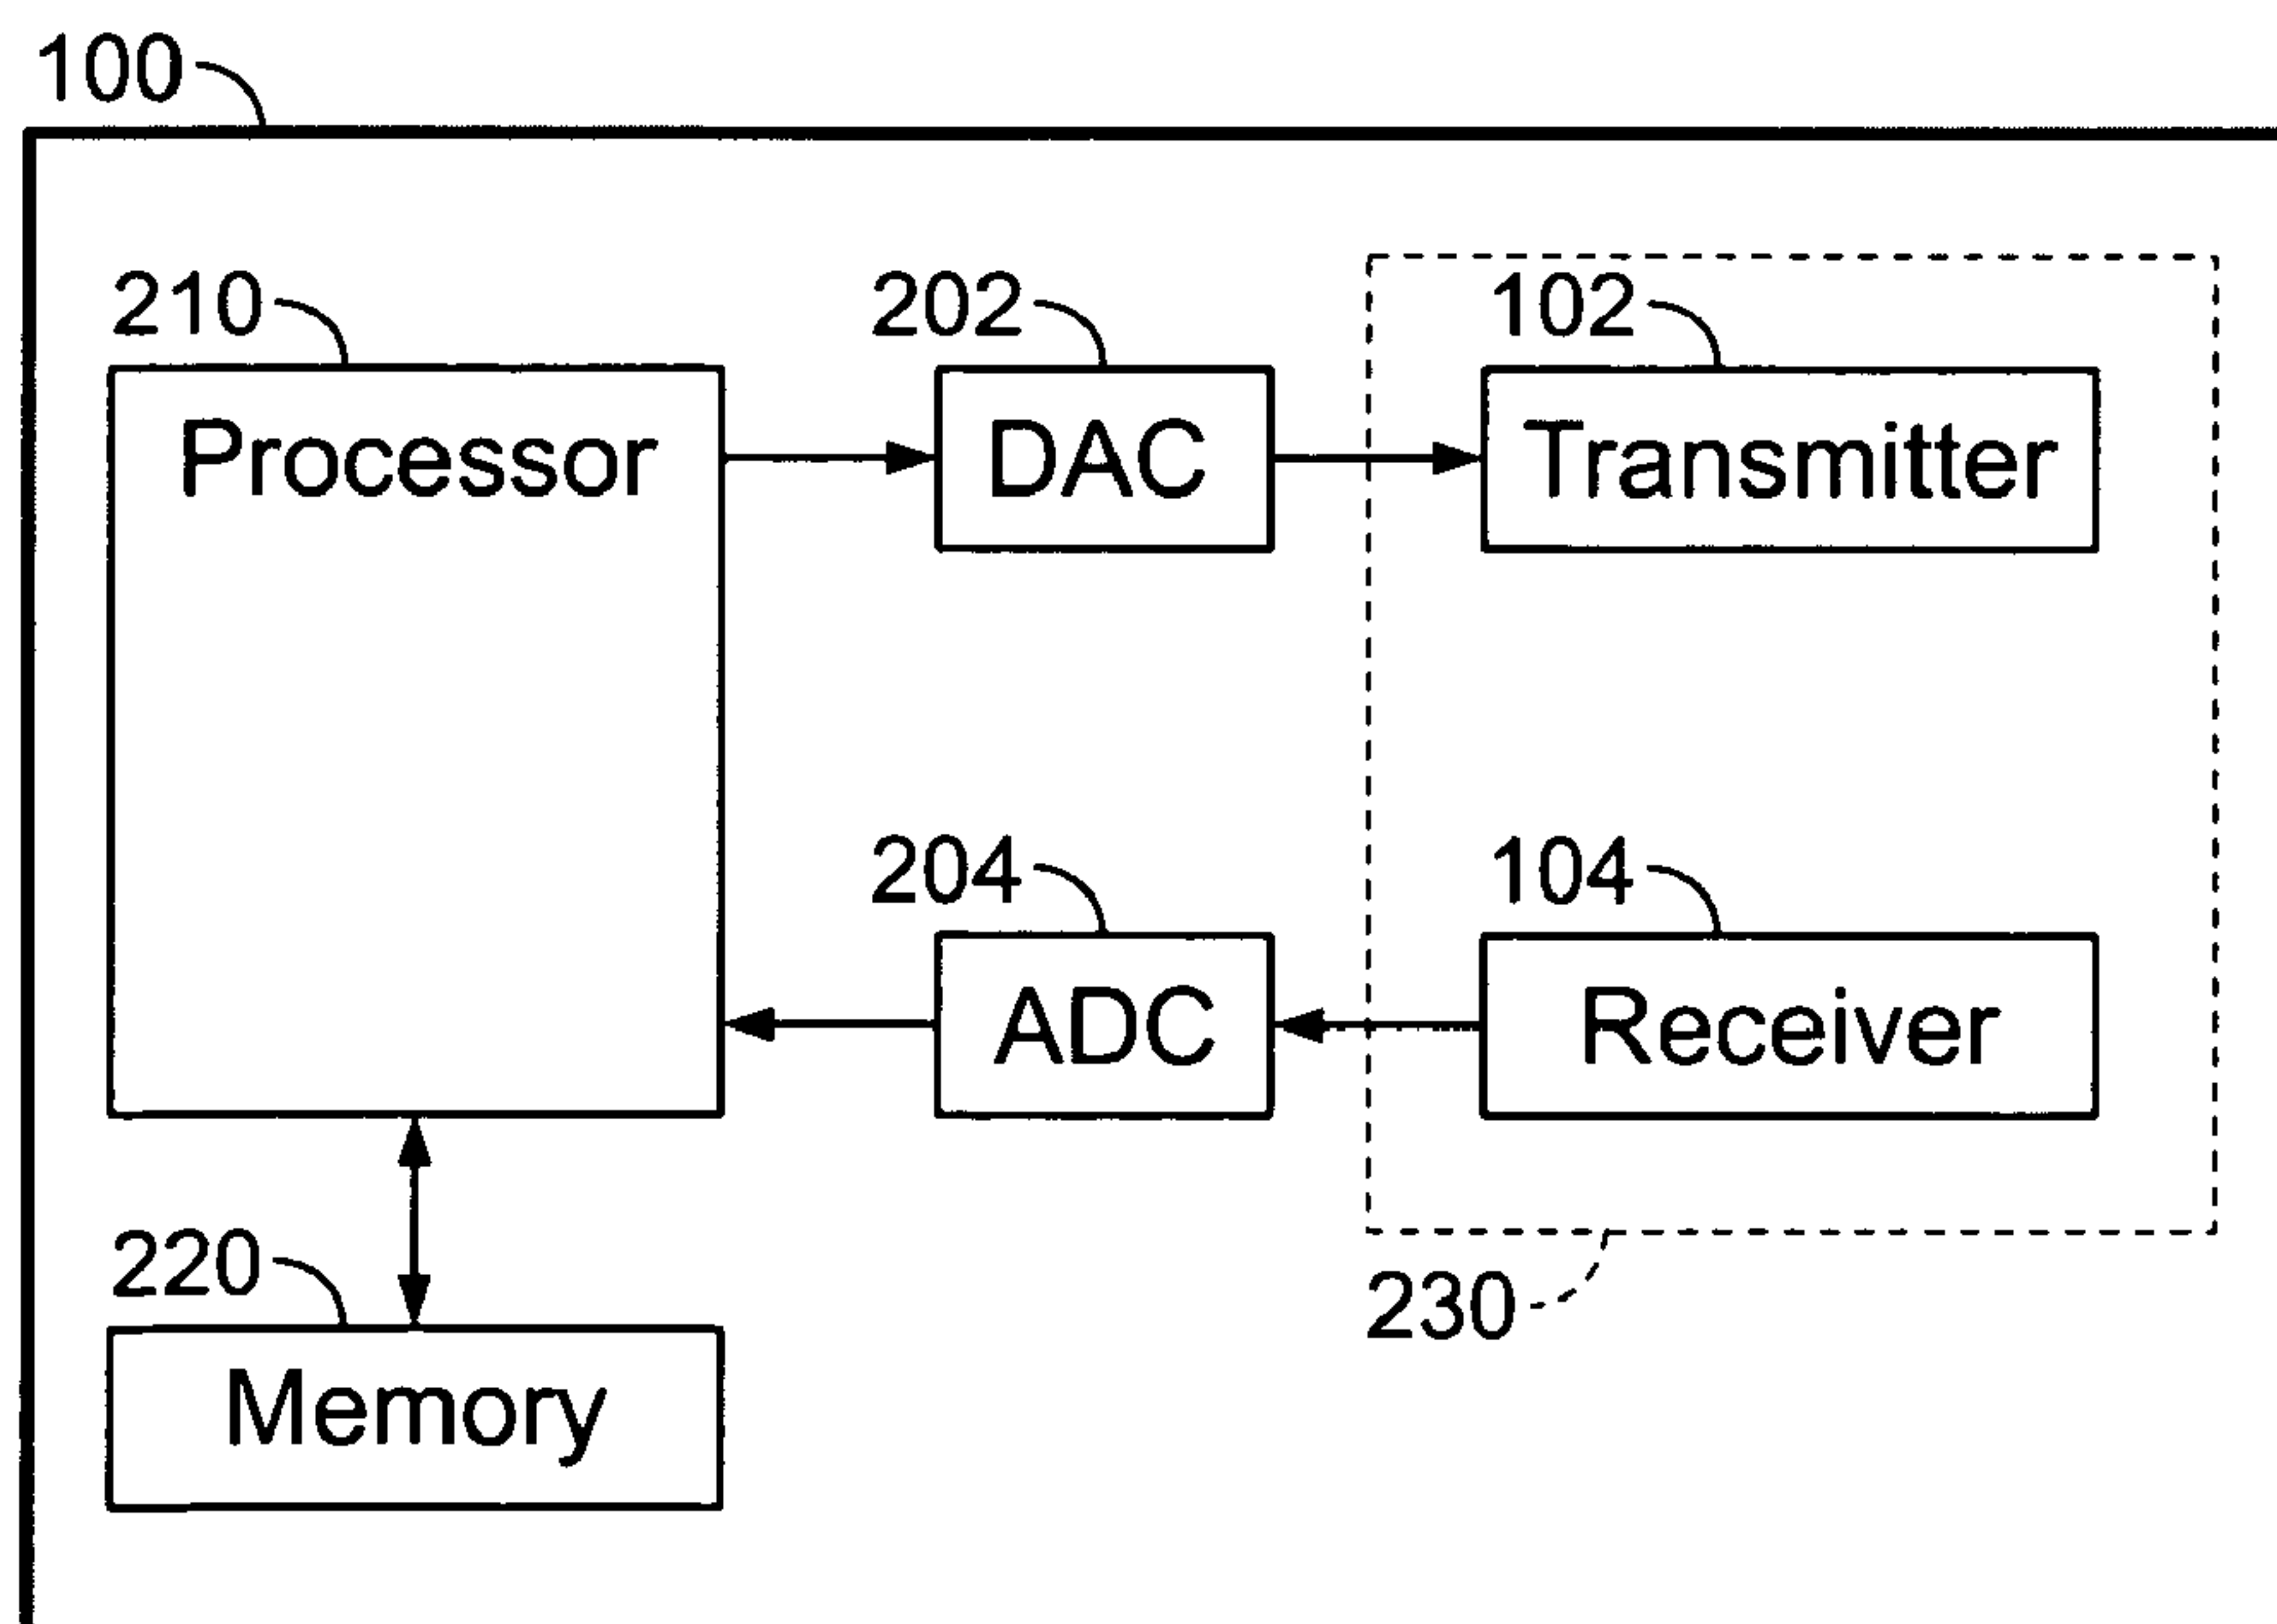 100
210
202
102
Processor
DAC
Transmitter
204
104
ADC
Receiver
220
230
Memory